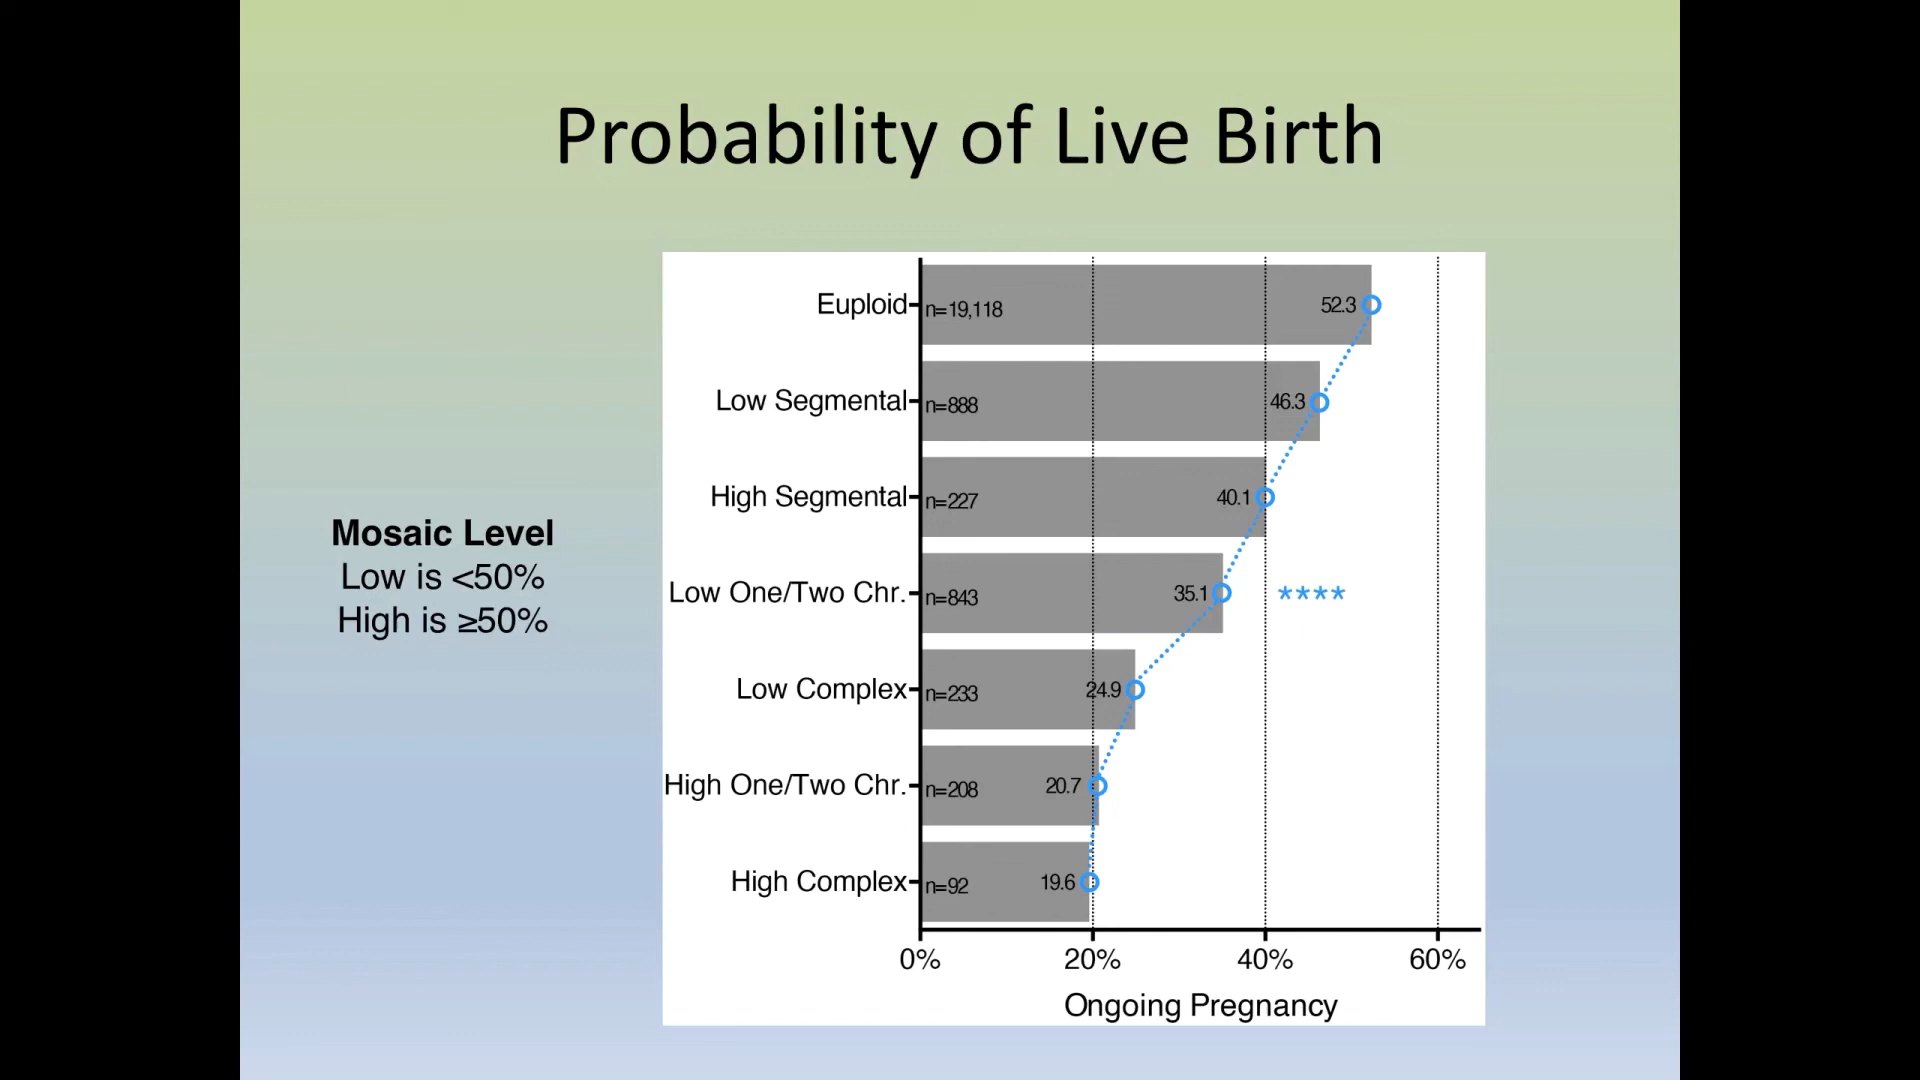 Probability of Live Birth
Mosaic Level
Low is <50%
High is ≥50%
Euploid n=19,118 52.3
Low Segmental n=888 46.3
High Segmental n=227 40.1
Low One/Two Chr. n=843 35.1 ****
Low Complex n=233 24.9
High One/Two Chr. n=208 20.7
High Complex n=92 19.6
0% 20% 40% 60%
Ongoing Pregnancy